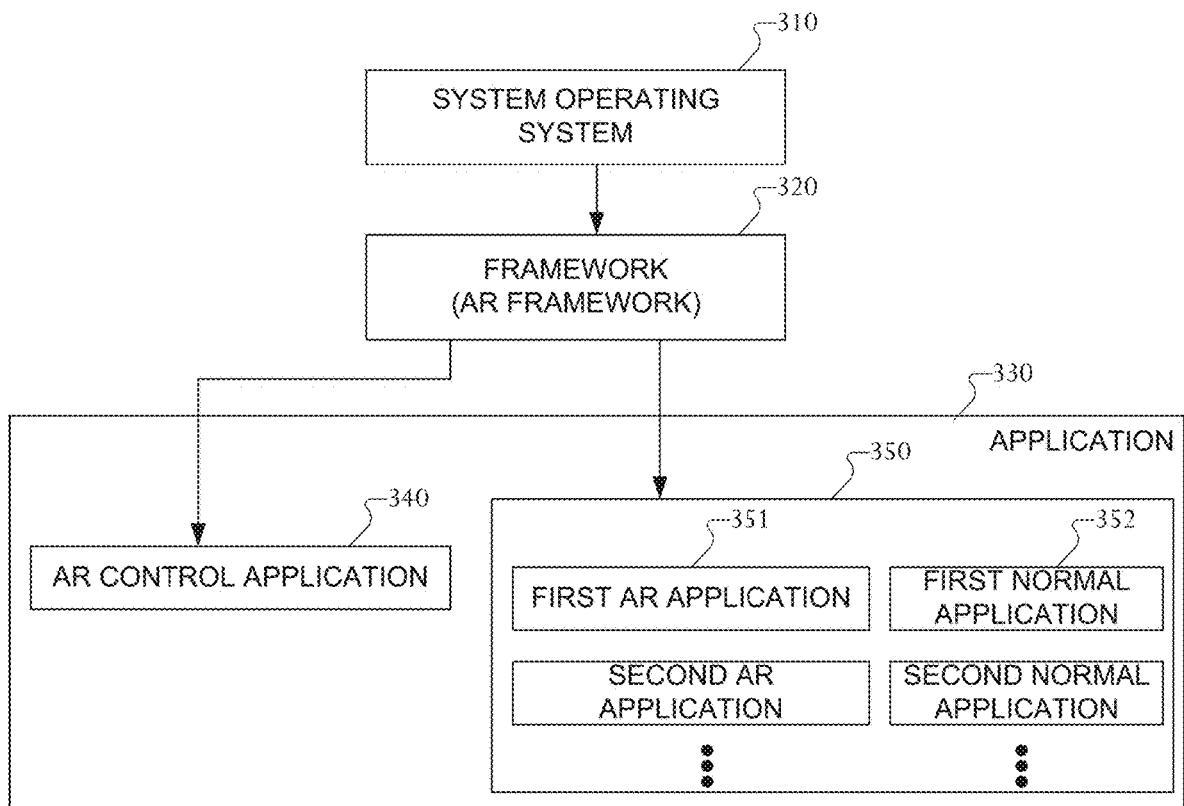 310
SYSTEM OPERATING
SYSTEM
320
FRAMEWORK
(AR FRAMEWORK)
330
APPLICATION
350
340
AR CONTROL APPLICATION
351
352
FIRST AR APPLICATION
FIRST NORMAL
APPLICATION
SECOND AR
APPLICATION
SECOND NORMAL
APPLICATION